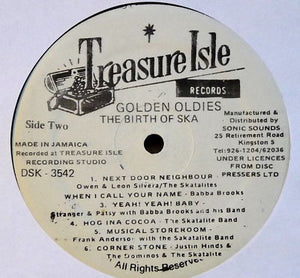 Treasure Isle
RECORDS
GOLDEN OLDIES
THE BIRTH OF SKA
Side Two
MADE IN JAMAICA
Recorded at TREASURE ISLE
RECORDING STUDIO
DSK - 3542
Manufactured &
Distributed by
SONIC SOUNDS
25 Retirement Road
Kingston 5
Tel:926-1204/62036
UNDER LICENCES
FROM DISC
PRESSERS LTD
1. NEXT DOOR NEIGHBOUR -
Owen & Leon Silvera/The Skatalites
WHEN I CALL YOUR NAME - Babba Brooks
3. YEAH! YEAH! BABY -
Stranger & Patsy with Babba Brooks and his Band
4. HOG INA COCOA - The Skatalite Band
5. MUSICAL STOREROOM -
Frank Anderson with the Sakatalite Band
6. CORNER STONE - Justin Hinds &
The Dominos & The Skatalites
All Rights Reserve